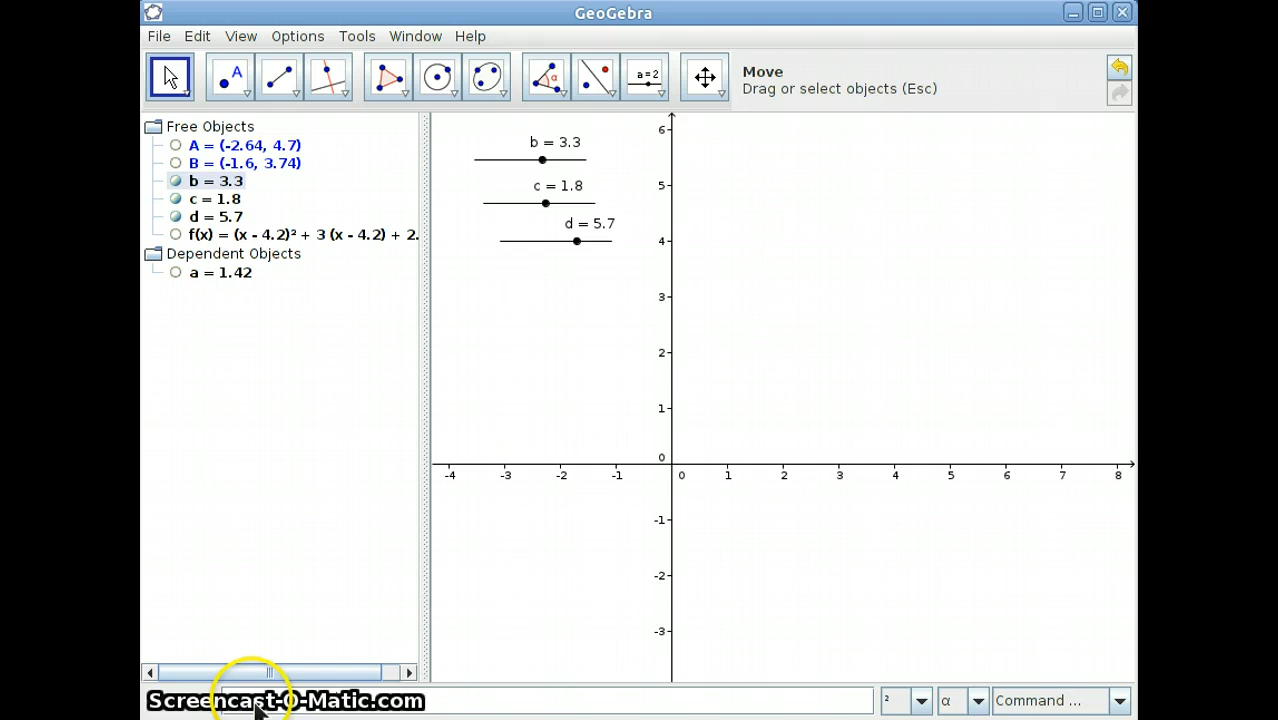 GeoGebra
File Edit View Options Tools Window Help
A α a=2
Move
Drag or select objects (Esc)
Free Objects
A = (-2.64, 4.7)
B = (-1.6, 3.74)
b = 3.3
c = 1.8
d = 5.7
f(x) = (x - 4.2)² + 3 (x - 4.2) + 2.
Dependent Objects
a = 1.42
b = 3.3
c = 1.8
d = 5.7
6
5
4
3
2
1
0
-4 -3 -2 -1 0 1 2 3 4 5 6 7 8
-1
-2
-3
Screencast-O-Matic.com
² α Command ...